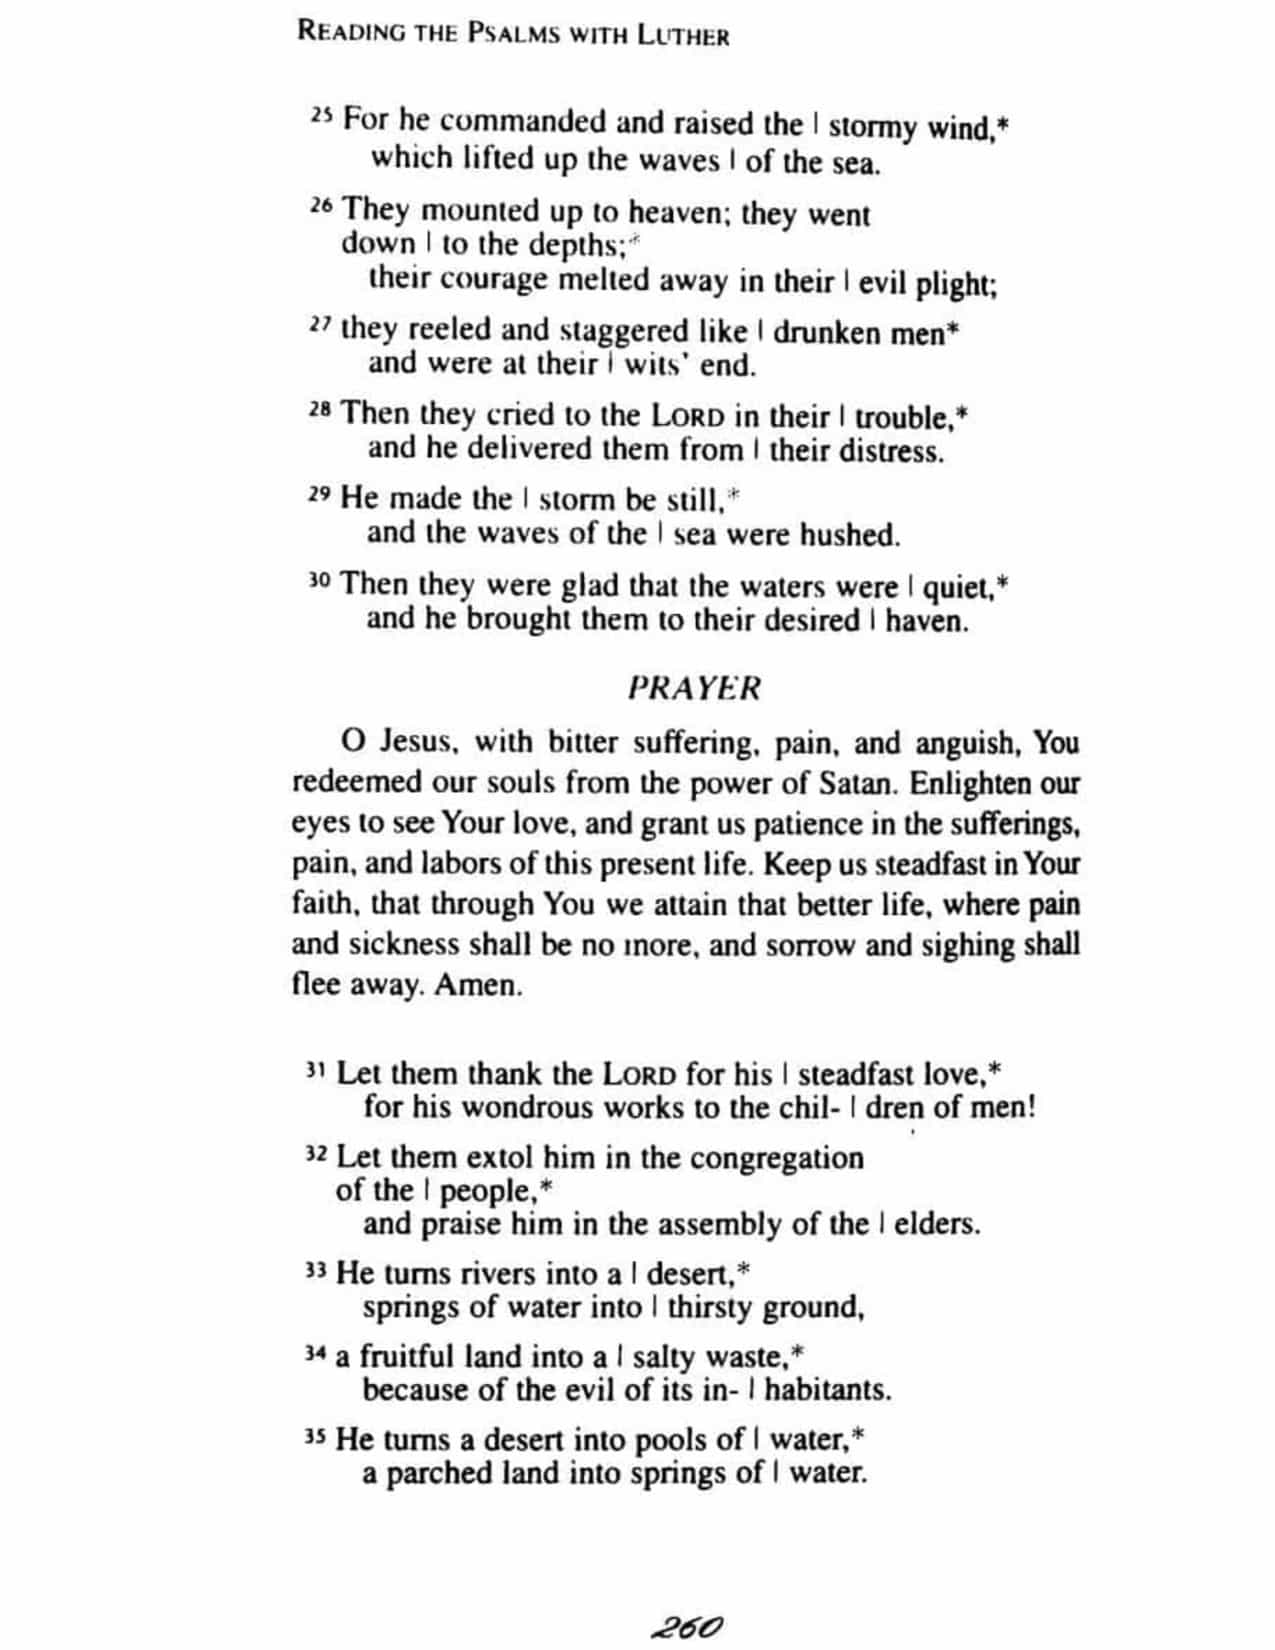 READING THE PSALMS WITH LUTHER
25 For he commanded and raised the | stormy wind,*
which lifted up the waves | of the sea.
26 They mounted up to heaven; they went
down | to the depths;*
their courage melted away in their | evil plight;
27 they reeled and staggered like | drunken men*
and were at their | wits' end.
28 Then they cried to the LORD in their | trouble,*
and he delivered them from | their distress.
29 He made the | storm be still,*
and the waves of the | sea were hushed.
30 Then they were glad that the waters were | quiet,*
and he brought them to their desired | haven.
PRAYER
O Jesus, with bitter suffering, pain, and anguish, You
redeemed our souls from the power of Satan. Enlighten our
eyes to see Your love, and grant us patience in the sufferings,
pain, and labors of this present life. Keep us steadfast in Your
faith, that through You we attain that better life, where pain
and sickness shall be no more, and sorrow and sighing shall
flee away. Amen.
31 Let them thank the LORD for his | steadfast love,*
for his wondrous works to the chil- | dren of men!
32 Let them extol him in the congregation
of the | people,*
and praise him in the assembly of the | elders.
33 He turns rivers into a | desert,*
springs of water into | thirsty ground,
34 a fruitful land into a | salty waste,*
because of the evil of its in- | habitants.
35 He turns a desert into pools of | water,*
a parched land into springs of | water.
260